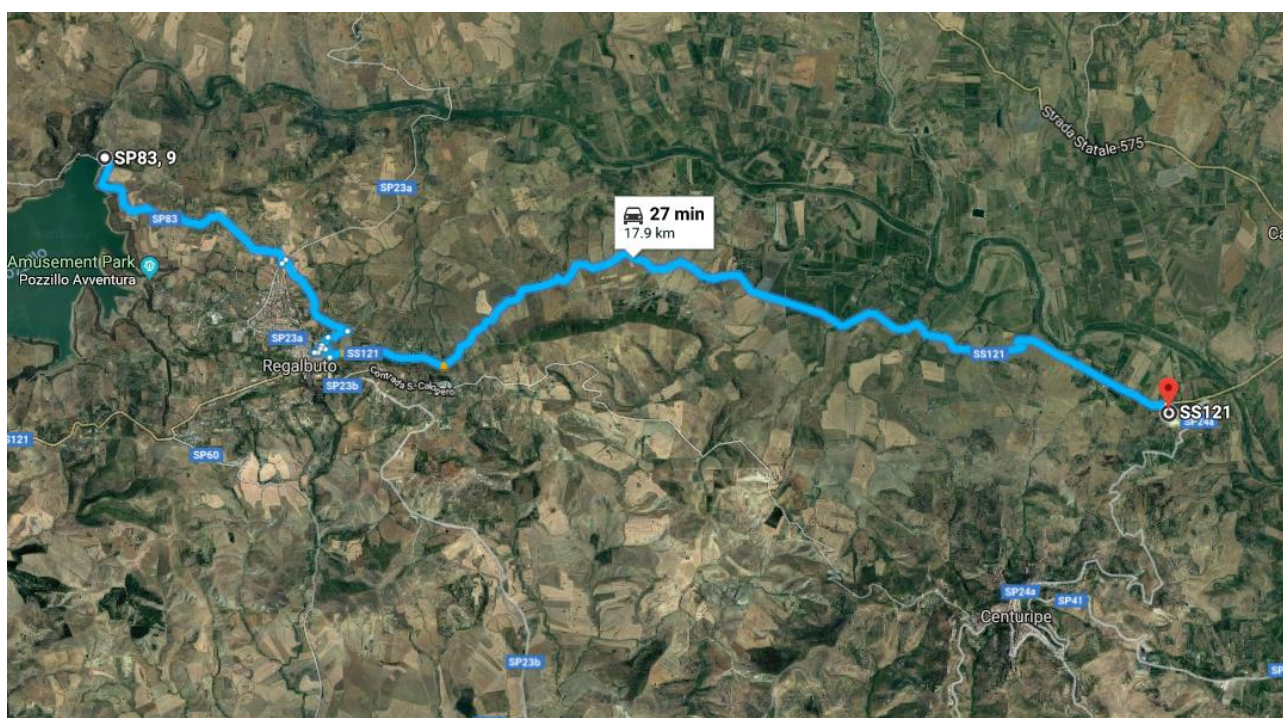 Strada Statale 575
SP83, 9
SP23a
SP83
27 min
17.9 km
Ca
Amusement Park
Pozzillo Avventura
SP23a
SS121
SS121
Regalbuto
SP23b
SS121
SP24a
S121
SP60
SP24a
SP41
Centuripe
SP23b
SP